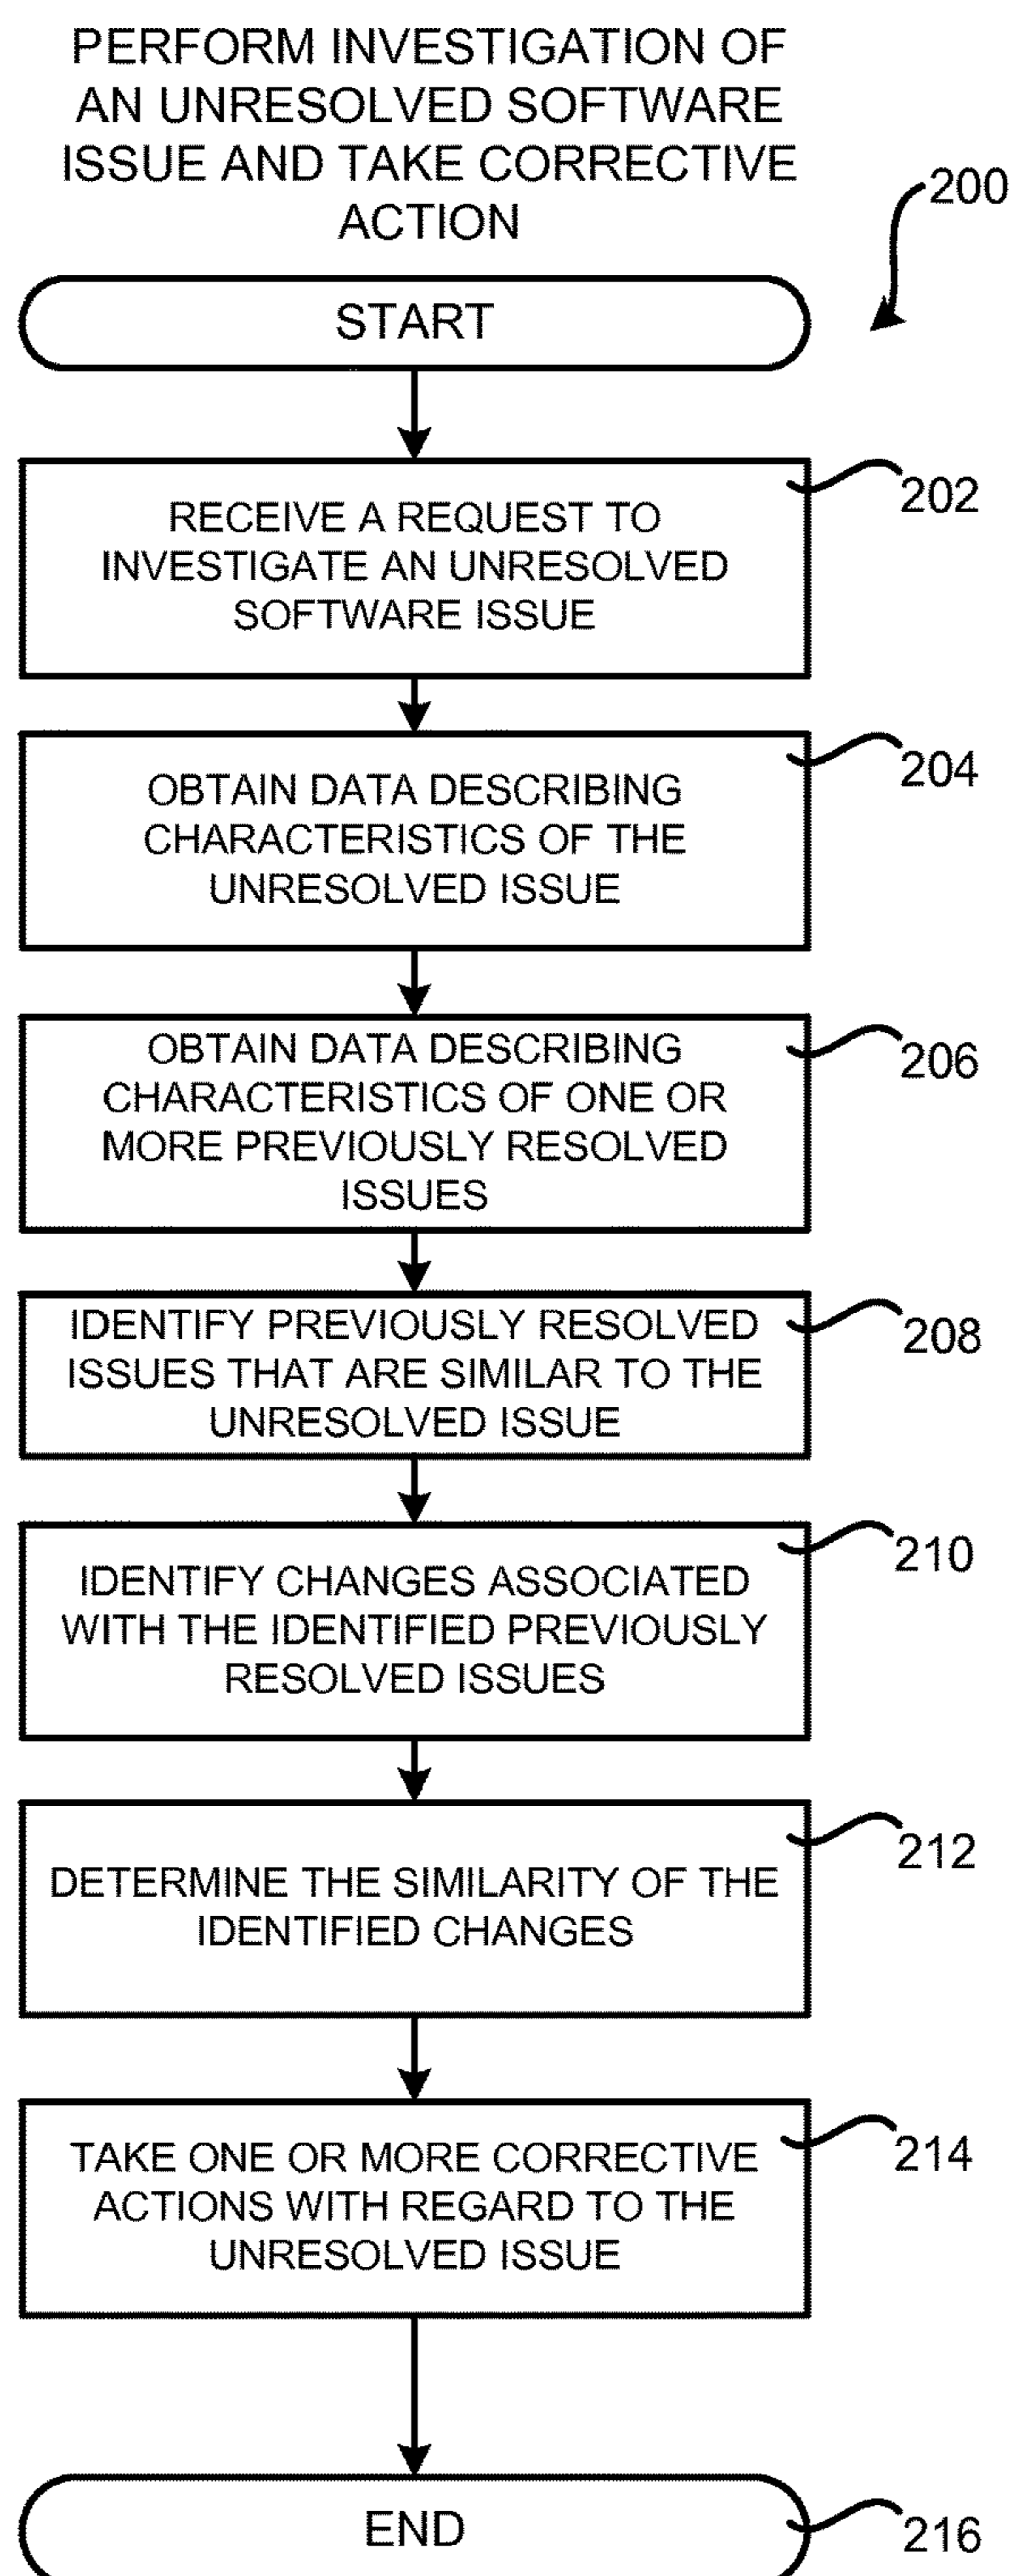 PERFORM INVESTIGATION OF
AN UNRESOLVED SOFTWARE
ISSUE AND TAKE CORRECTIVE
ACTION
200
START
202
RECEIVE A REQUEST TO
INVESTIGATE AN UNRESOLVED
SOFTWARE ISSUE
204
OBTAIN DATA DESCRIBING
CHARACTERISTICS OF THE
UNRESOLVED ISSUE
206
OBTAIN DATA DESCRIBING
CHARACTERISTICS OF ONE OR
MORE PREVIOUSLY RESOLVED
ISSUES
208
IDENTIFY PREVIOUSLY RESOLVED
ISSUES THAT ARE SIMILAR TO THE
UNRESOLVED ISSUE
210
IDENTIFY CHANGES ASSOCIATED
WITH THE IDENTIFIED PREVIOUSLY
RESOLVED ISSUES
212
DETERMINE THE SIMILARITY OF THE
IDENTIFIED CHANGES
214
TAKE ONE OR MORE CORRECTIVE
ACTIONS WITH REGARD TO THE
UNRESOLVED ISSUE
END
216